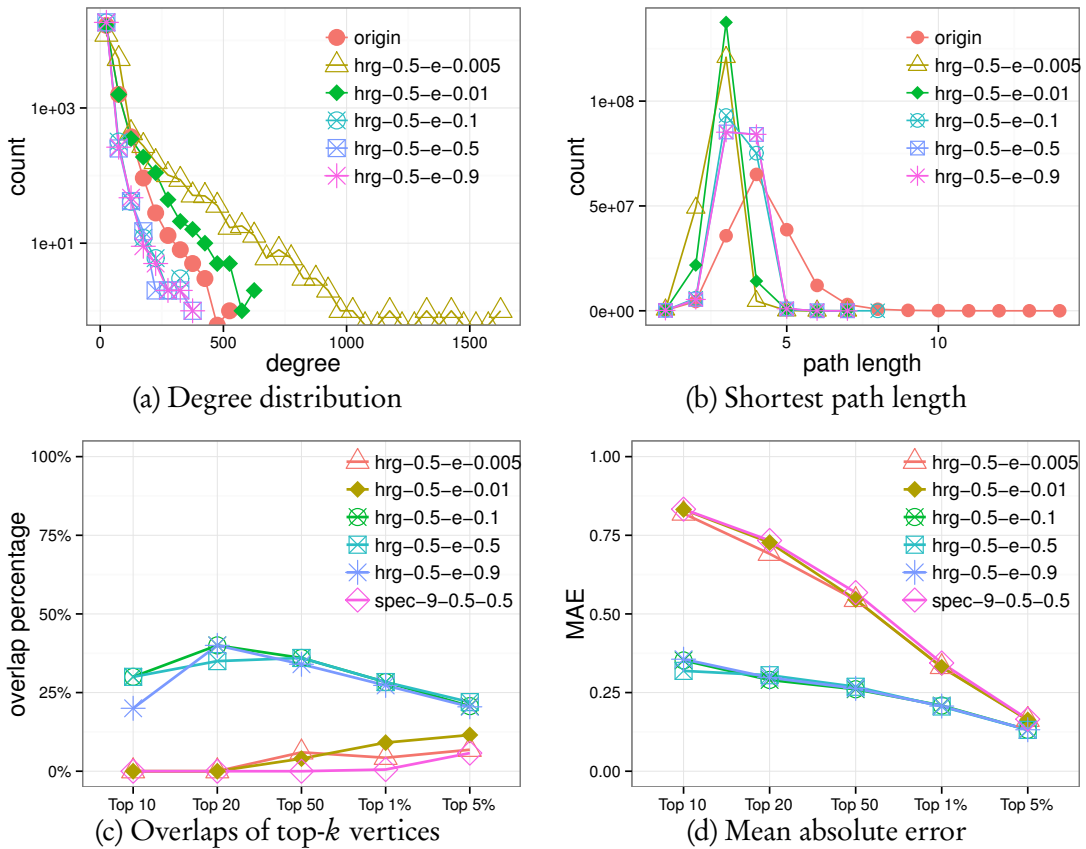 origin
hrg-0.5-e-0.005
hrg-0.5-e-0.01
hrg-0.5-e-0.1
hrg-0.5-e-0.5
hrg-0.5-e-0.9
count
1e+03
1e+01
0 500 1000 1500
degree
(a) Degree distribution
origin
hrg-0.5-e-0.005
hrg-0.5-e-0.01
hrg-0.5-e-0.1
hrg-0.5-e-0.5
hrg-0.5-e-0.9
count
1e+08
5e+07
0e+00
5 10
path length
(b) Shortest path length
hrg-0.5-e-0.005
hrg-0.5-e-0.01
hrg-0.5-e-0.1
hrg-0.5-e-0.5
hrg-0.5-e-0.9
spec-9-0.5-0.5
overlap percentage
100%
75%
50%
25%
0%
Top 10 Top 20 Top 50 Top 1% Top 5%
(c) Overlaps of top-k vertices
hrg-0.5-e-0.005
hrg-0.5-e-0.01
hrg-0.5-e-0.1
hrg-0.5-e-0.5
hrg-0.5-e-0.9
spec-9-0.5-0.5
MAE
1.00
0.75
0.50
0.25
0.00
Top 10 Top 20 Top 50 Top 1% Top 5%
(d) Mean absolute error